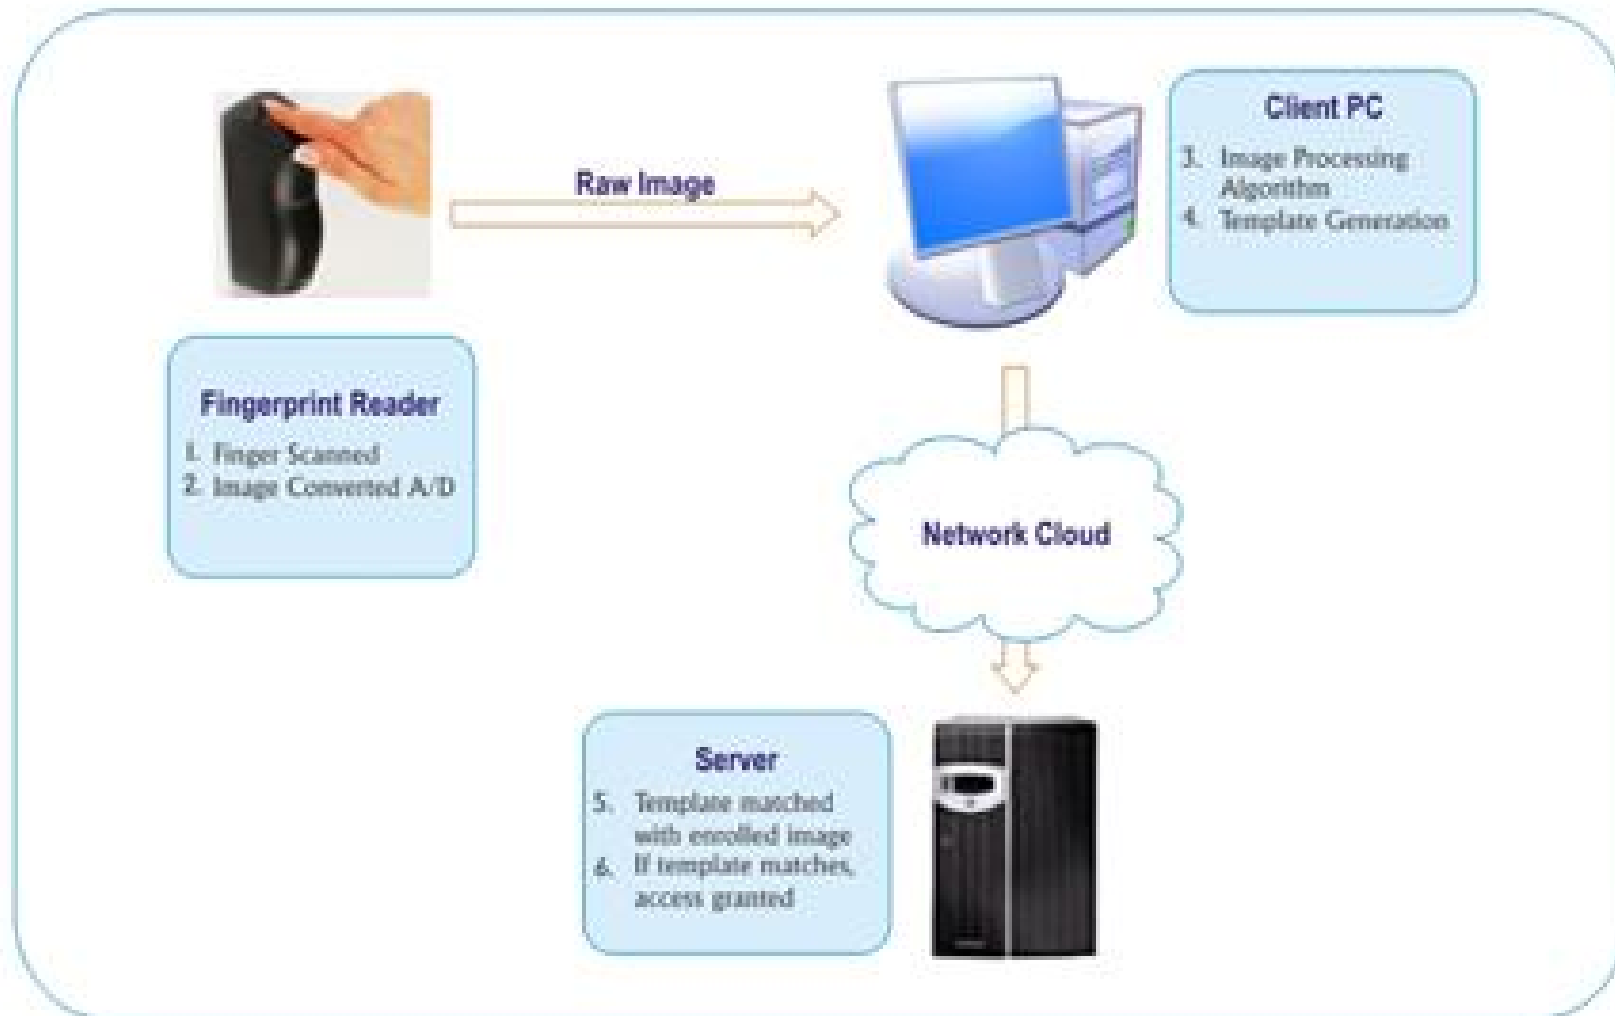 Raw Image
Client PC
3. Image Processing
Algorithm
4. Template Generation
Fingerprint Reader
1. Finger Scanned
2. Image Converted A/D
Network Cloud
Server
5. Template matched
with enrolled image
6. If template matches,
access granted